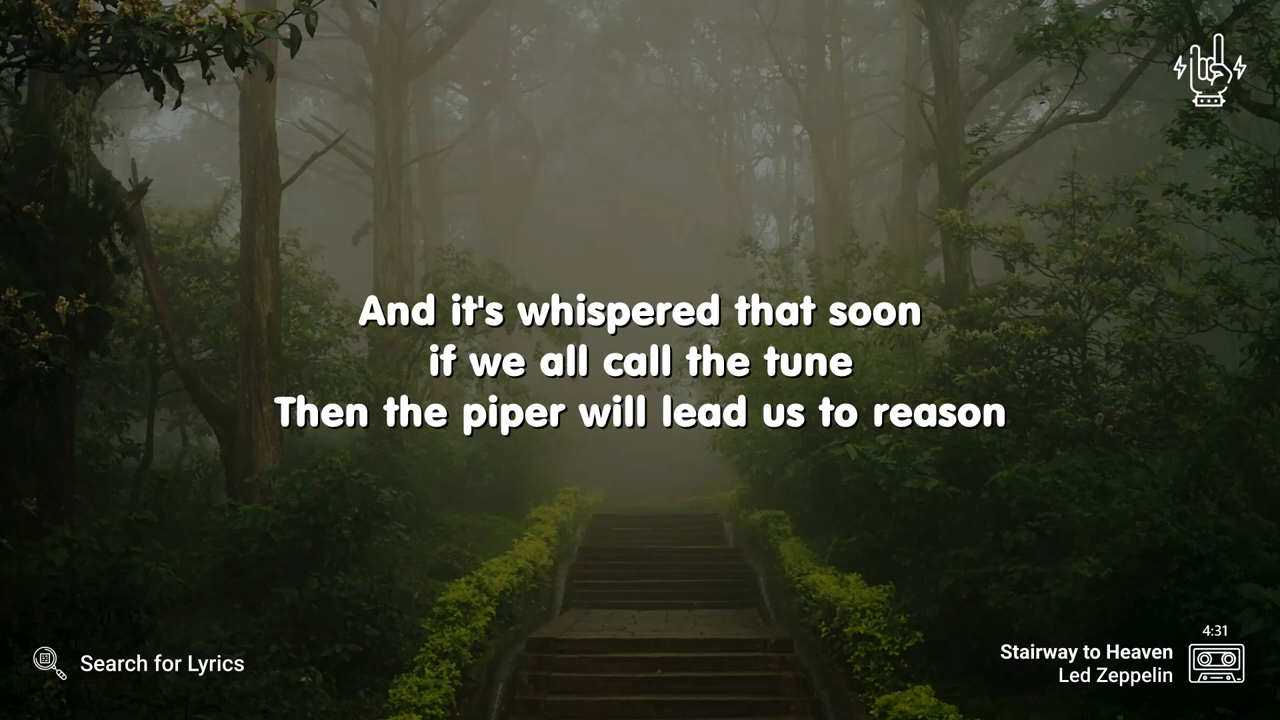 And it's whispered that soon
if we all call the tune
Then the piper will lead us to reason
4:31
Search for Lyrics
Stairway to Heaven
Led Zeppelin